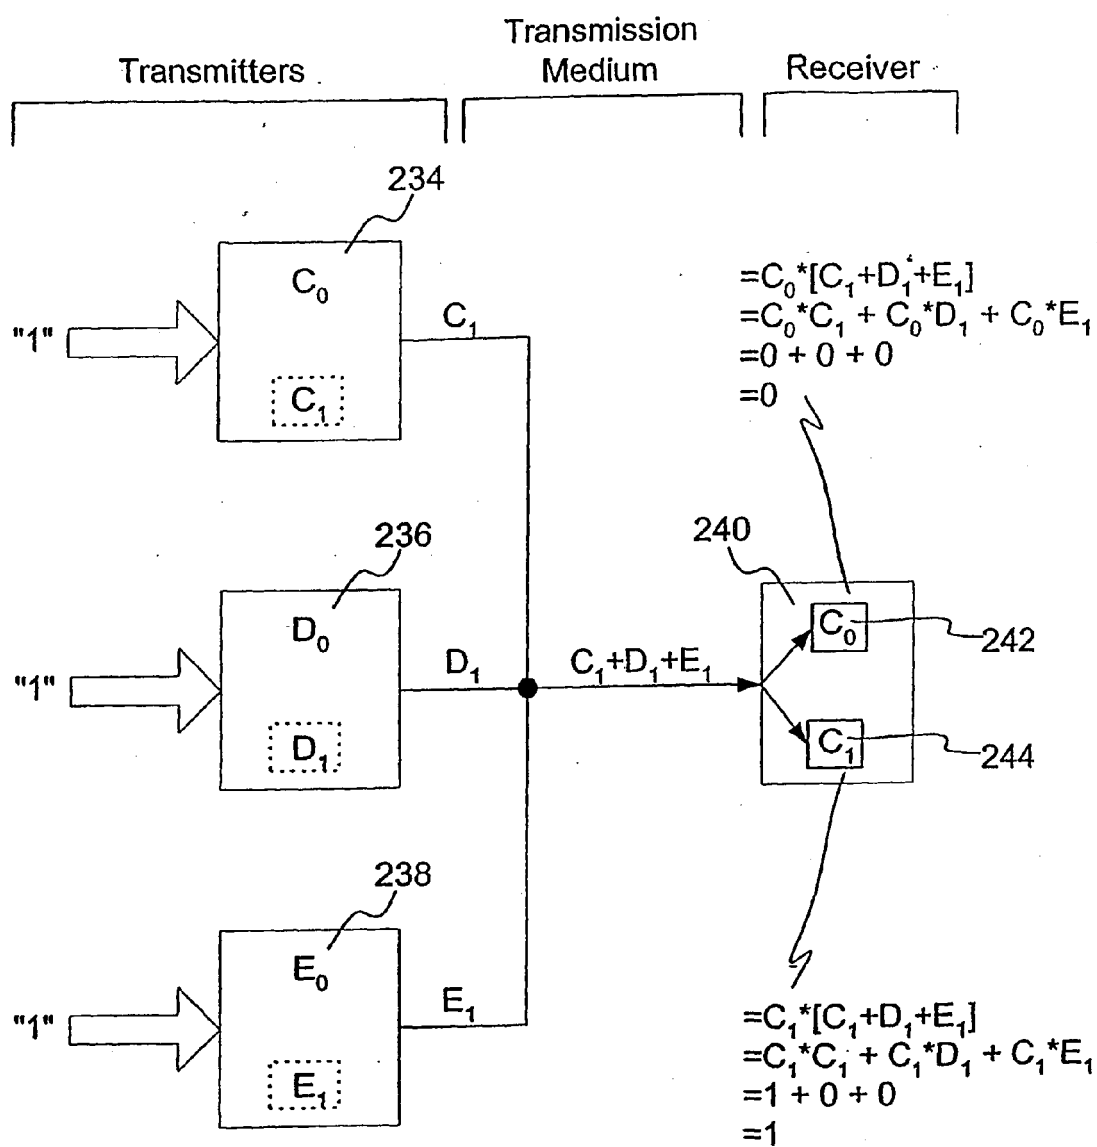 Transmitters
Transmission
Medium
Receiver
234
C₀
"1"
C₁
C₁
=C₀*[C₁+D₁+E₁]
=C₀*C₁ + C₀*D₁ + C₀*E₁
=0 + 0 + 0
=0
236
D₀
"1"
D₁
D₁
C₁+D₁+E₁
240
C₀
242
C₁
244
238
E₀
"1"
E₁
E₁
=C₁*[C₁+D₁+E₁]
=C₁*C₁ + C₁*D₁ + C₁*E₁
=1 + 0 + 0
=1